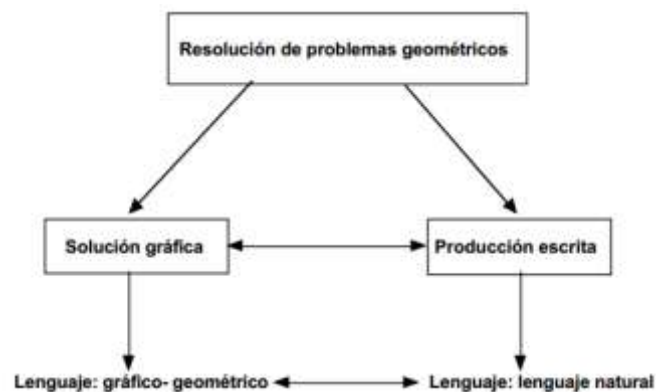 Resolución de problemas geométricos
Solución gráfica
Producción escrita
Lenguaje: gráfico- geométrico
Lenguaje: lenguaje natural